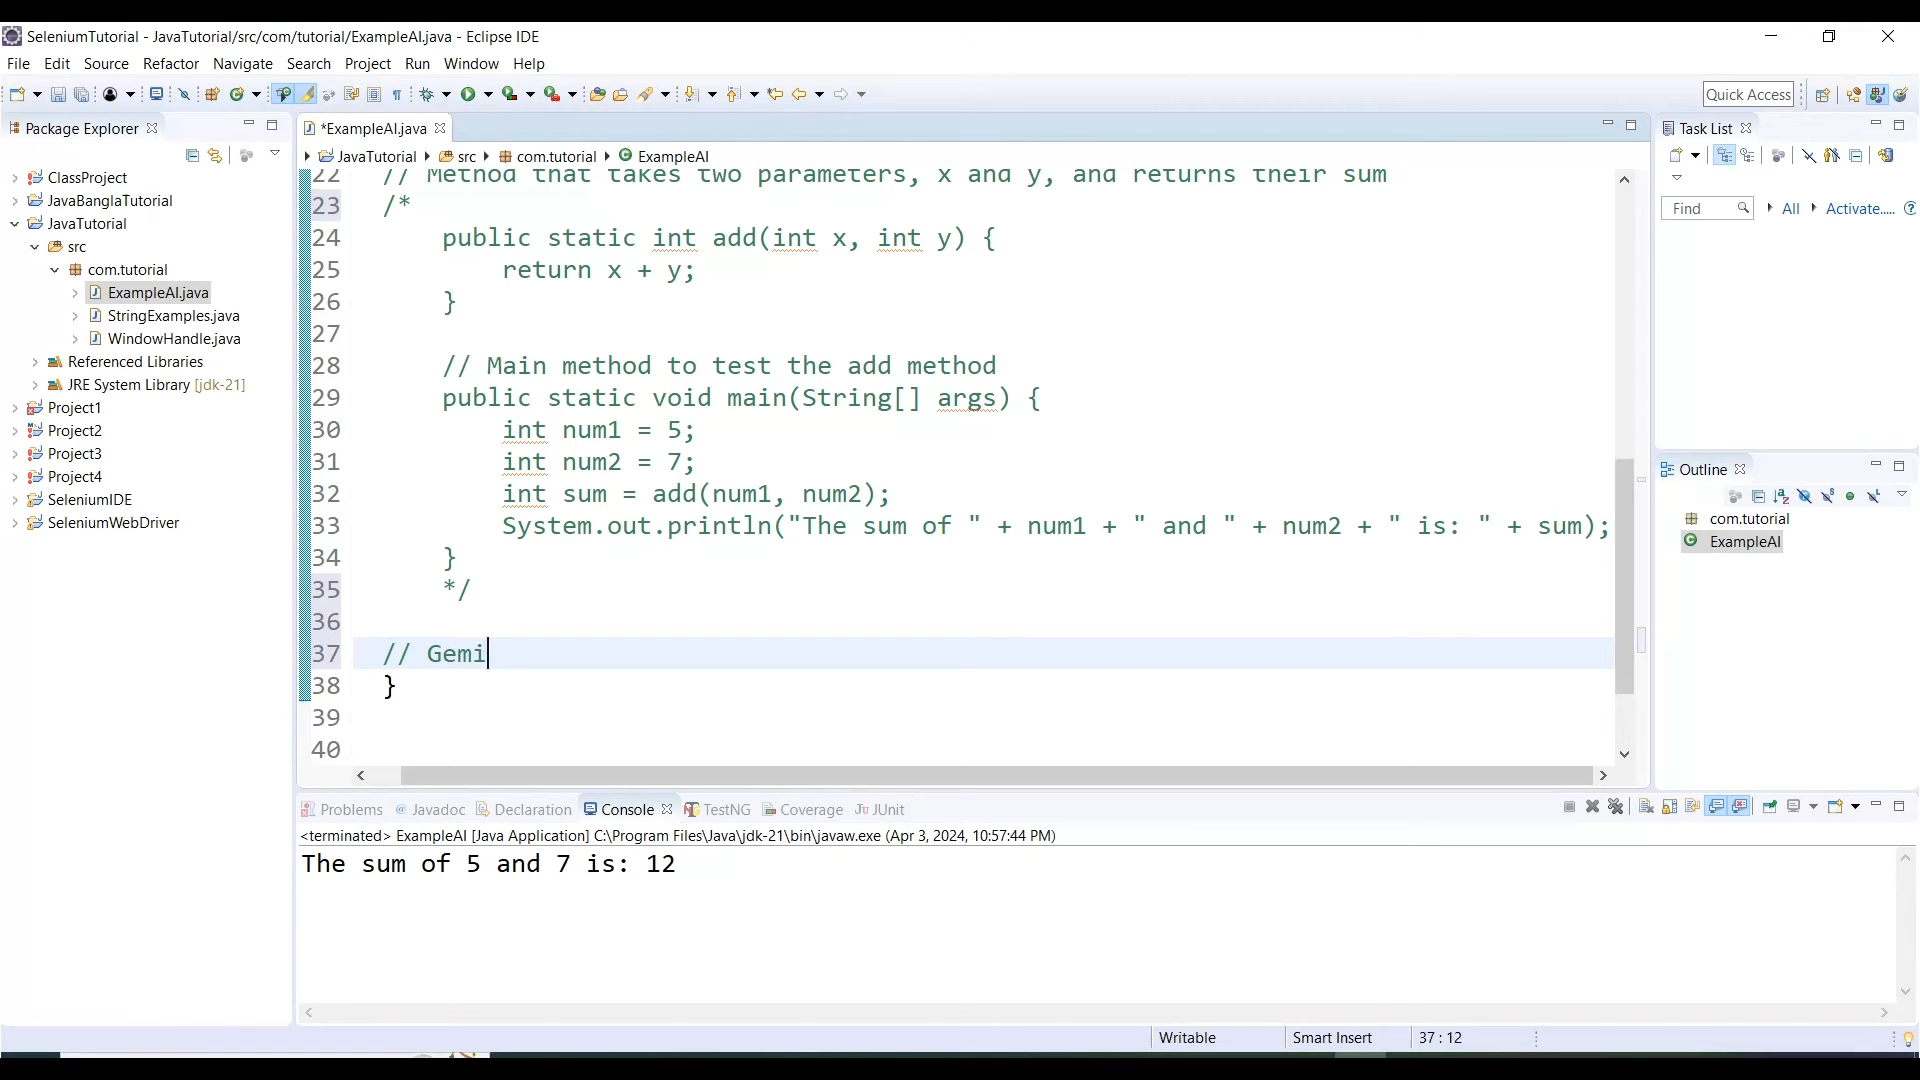 SeleniumTutorial - JavaTutorial/src/com/tutorial/ExampleAI.java - Eclipse IDE
File Edit Source Refactor Navigate Search Project Run Window Help
Quick Access
Package Explorer
ClassProject
JavaBanglaTutorial
JavaTutorial
src
com.tutorial
ExampleAI.java
StringExamples.java
WindowHandle.java
Referenced Libraries
JRE System Library [jdk-21]
Project1
Project2
Project3
Project4
SeleniumIDE
SeleniumWebDriver
*ExampleAI.java
JavaTutorial src com.tutorial ExampleAI
22 // Method that takes two parameters, x and y, and returns their sum
23 /*
24 public static int add(int x, int y) {
25 return x + y;
26 }
27
28 // Main method to test the add method
29 public static void main(String[] args) {
30 int num1 = 5;
31 int num2 = 7;
32 int sum = add(num1, num2);
33 System.out.println("The sum of " + num1 + " and " + num2 + " is: " + sum);
34 }
35 */
36
37 // Gemi
38 }
39
40
Task List
Find All Activate.....
Outline
com.tutorial
ExampleAI
Problems @ Javadoc Declaration Console TestNG Coverage JUnit
<terminated> ExampleAI [Java Application] C:\Program Files\Java\jdk-21\bin\javaw.exe (Apr 3, 2024, 10:57:44 PM)
The sum of 5 and 7 is: 12
Writable Smart Insert 37 : 12